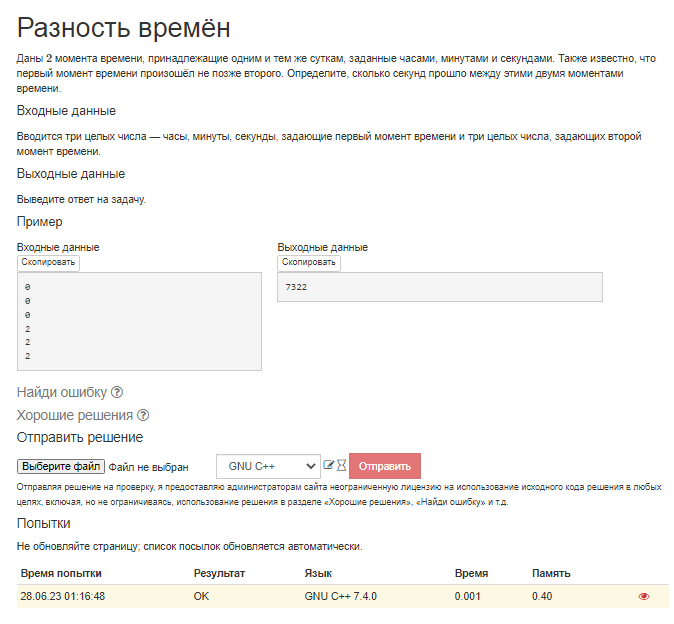 Разность времён
Даны 2 момента времени, принадлежащие одним и тем же суткам, заданные часами, минутами и секундами. Также известно, что
первый момент времени произошёл не позже второго. Определите, сколько секунд прошло между этими двумя моментами
времени.
Входные данные
Вводится три целых числа — часы, минуты, секунды, задающие первый момент времени и три целых числа, задающих второй
момент времени.
Выходные данные
Выведите ответ на задачу.
Пример
Входные данные
Скопировать
0
0
0
2
2
2
Выходные данные
Скопировать
7322
Найди ошибку
Хорошие решения
Отправить решение
Выберите файл Файл не выбран GNU C++ Отправить
Отправляя решение на проверку, я предоставляю администраторам сайта неограниченную лицензию на использование исходного кода решения в любых
целях, включая, но не ограничиваясь, использование решения в разделе «Хорошие решения», «Найди ошибку» и т.д.
Попытки
Не обновляйте страницу; список посылок обновляется автоматически.
Время попытки Результат Язык Время Память
28.06.23 01:16:48 OK GNU C++ 7.4.0 0.001 0.40